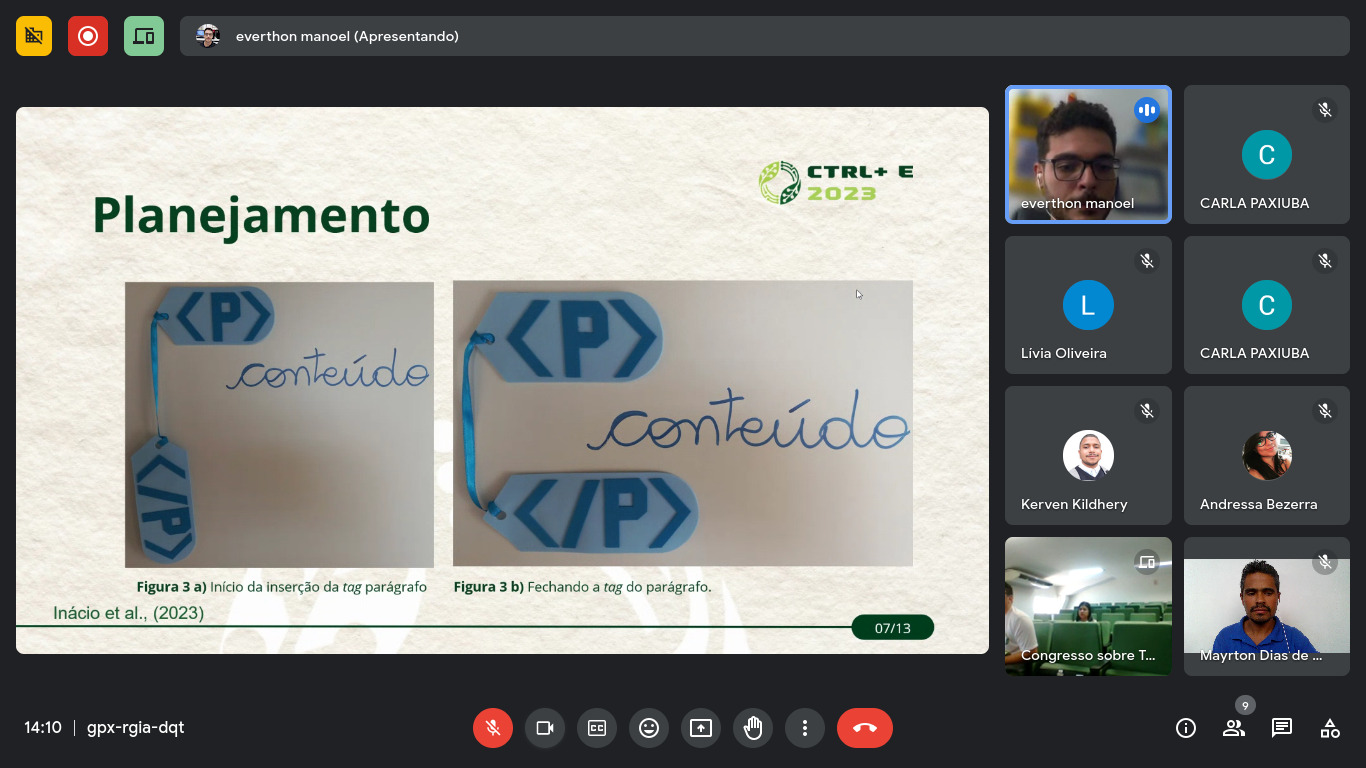 everthon manoel (Apresentando)
CTRL+ E
2023
Planejamento
<P>
conteúdo
</P>
<P>
conteúdo
</P>
Figura 3 a) Início da inserção da tag parágrafo
Figura 3 b) Fechando a tag do parágrafo.
Inácio et al., (2023)
07/13
everthon manoel
C
CARLA PAXIUBA
L
Lívia Oliveira
C
CARLA PAXIUBA
Kerven Kildhery
Andressa Bezerra
Congresso sobre T...
Mayrton Dias de ...
14:10 | gpx-rgia-dqt
CC
9